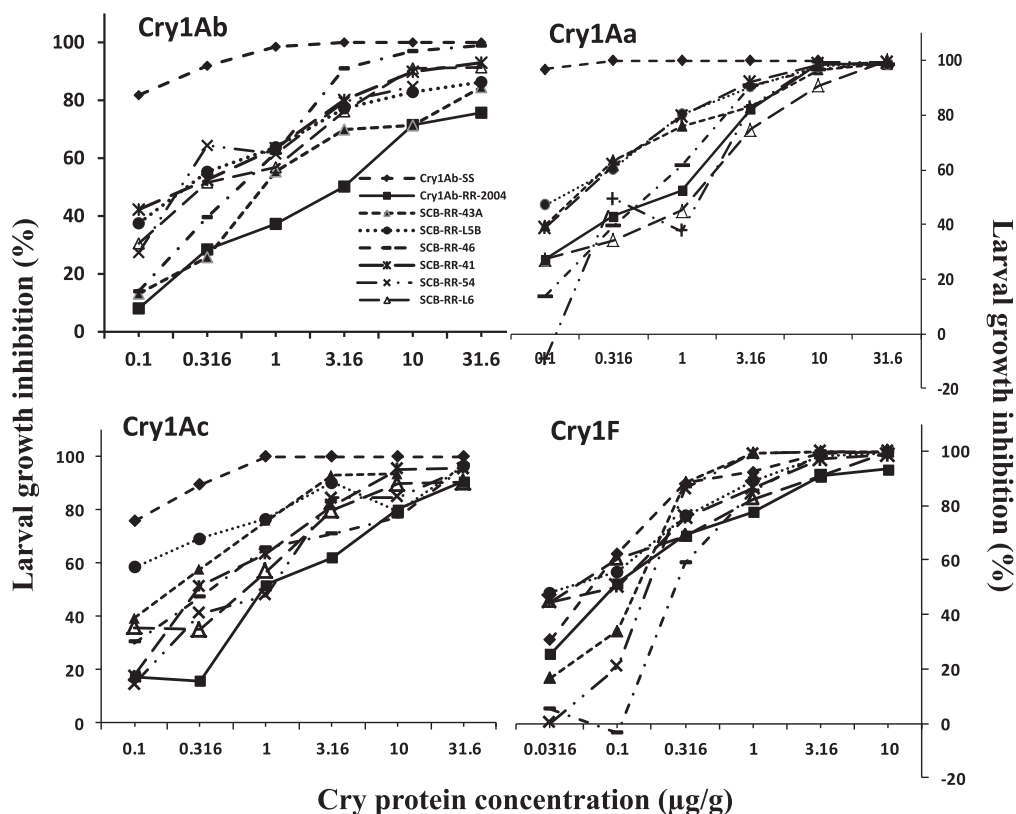 Cry1Ab
100
80
60
40
20
0
0.1 0.316 1 3.16 10 31.6
Cry1Ab-SS
Cry1Ab-RR-2004
SCB-RR-43A
SCB-RR-L5B
SCB-RR-46
SCB-RR-41
SCB-RR-54
SCB-RR-L6
Cry1Aa
100
80
60
40
20
0
-20
0.1 0.316 1 3.16 10 31.6
Larval growth inhibition (%)
Larval growth inhibition (%)
Cry1Ac
100
80
60
40
20
0
0.1 0.316 1 3.16 10 31.6
Cry1F
100
80
60
40
20
0
-20
0.0316 0.1 0.316 1 3.16 10
Cry protein concentration (μg/g)